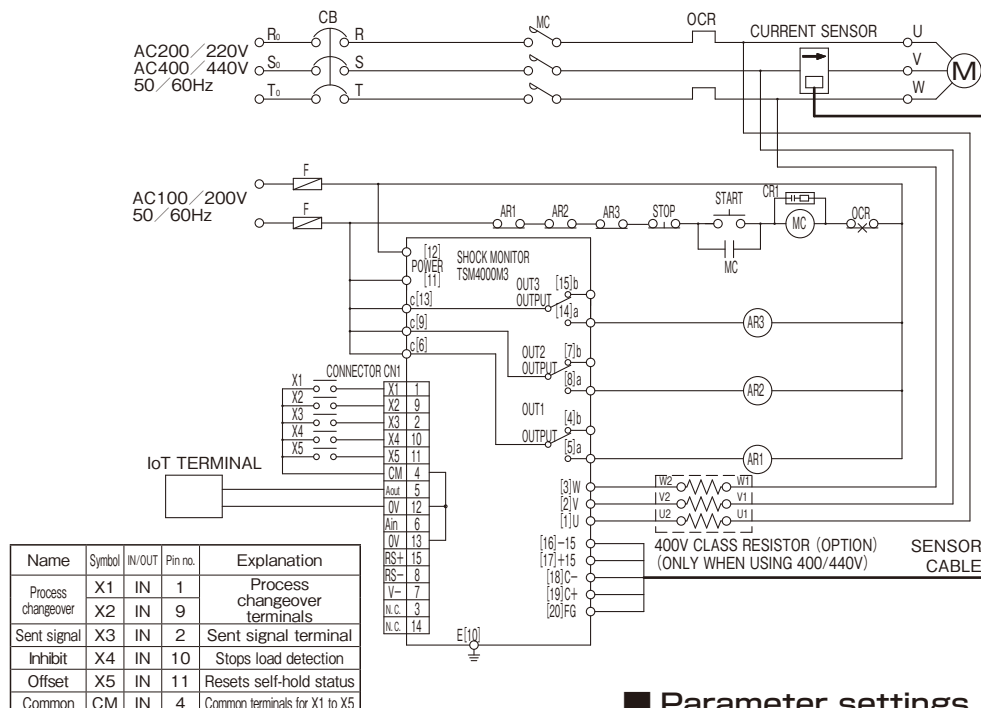 CB
MC
OCR
CURRENT SENSOR
AC200／220V
AC400／440V
50／60Hz
R₀ R U
S₀ S V
T₀ T W
M
AC100／200V
50／60Hz
F
F
AR1 AR2 AR3 STOP START CR1 MC OCR
MC
[12]
POWER
[11]
SHOCK MONITOR
TSM4000M3
c[13]
c[9]
c[6]
OUT3
OUTPUT
[15]b
[14]a
AR3
OUT2
OUTPUT
[7]b
[8]a
AR2
OUT1
OUTPUT
[4]b
[5]a
AR1
CONNECTOR CN1
X1 X1 1
X2 X2 9
X3 X3 2
X4 X4 10
X5 X5 11
CM 4
Aout 5
0V 12
Ain 6
0V 13
RS+ 15
RS− 8
V− 7
N.C. 3
N.C. 14
IoT TERMINAL
[3]W W2 W1
[2]V V2 V1
[1]U U2 U1
[16]−15
[17]+15
[18]C−
[19]C+
[20]FG
E[10]
400V CLASS RESISTOR (OPTION)
(ONLY WHEN USING 400/440V)
SENSOR
CABLE
Name Symbol IN/OUT Pin no. Explanation
Process changeover X1 IN 1 Process changeover terminals
X2 IN 9
Sent signal X3 IN 2 Sent signal terminal
Inhibit X4 IN 10 Stops load detection
Offset X5 IN 11 Resets self-hold status
Common CM IN 4 Common terminals for X1 to X5
■ Parameter settings